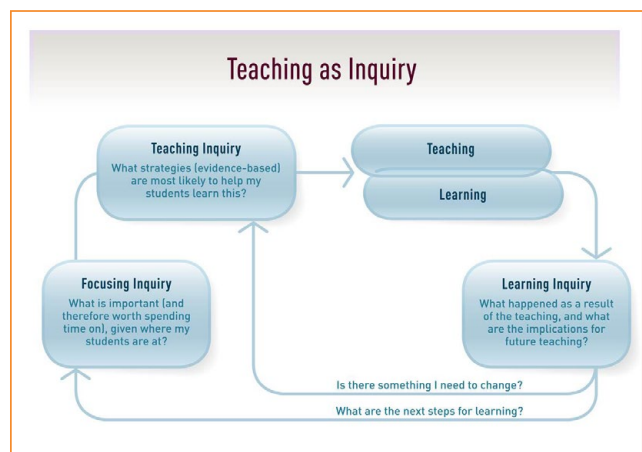 Teaching as Inquiry
Teaching Inquiry
What strategies (evidence-based)
are most likely to help my
students learn this?
Teaching
Learning
Focusing Inquiry
What is important (and
therefore worth spending
time on), given where my
students are at?
Learning Inquiry
What happened as a result
of the teaching, and what
are the implications for
future teaching?
Is there something I need to change?
What are the next steps for learning?